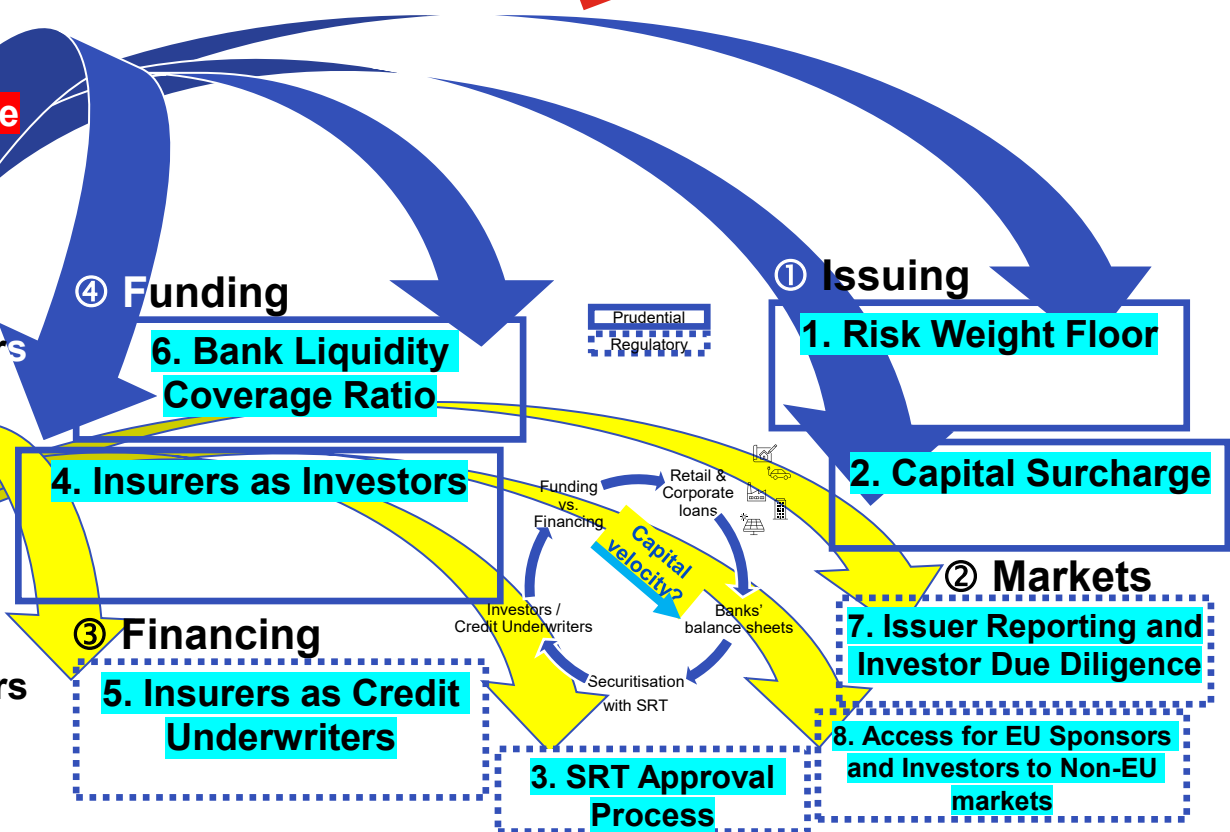 e
④ Funding
6. Bank Liquidity
Coverage Ratio
rs
4. Insurers as Investors
③ Financing
rs
5. Insurers as Credit
Underwriters
Prudential
Regulatory
Funding
vs.
Financing
Retail &
Corporate
loans
Capital
velocity?
Investors /
Credit Underwriters
Banks’
balance sheets
Securitisation
with SRT
3. SRT Approval
Process
① Issuing
1. Risk Weight Floor
2. Capital Surcharge
② Markets
7. Issuer Reporting and
Investor Due Diligence
8. Access for EU Sponsors
and Investors to Non-EU
markets